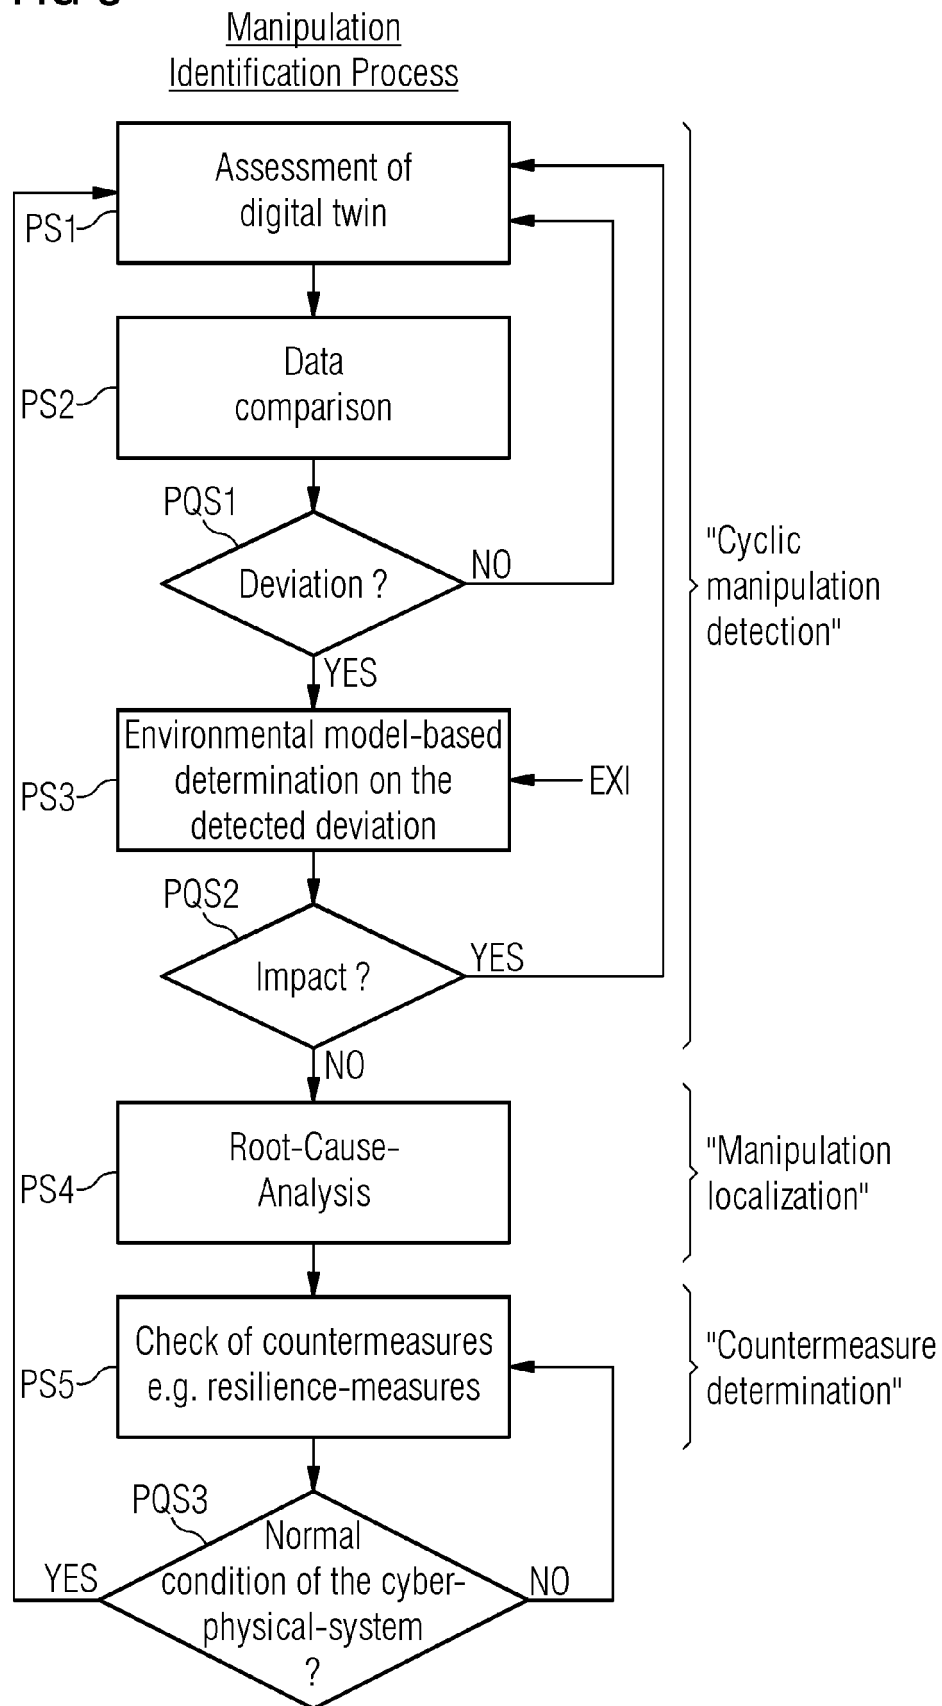 Manipulation
Identification Process
Assessment of
digital twin
PS1
Data
comparison
PS2
PQS1
Deviation ?
NO
"Cyclic
manipulation
detection"
YES
Environmental model-based
determination on the
detected deviation
PS3
EXI
PQS2
Impact ?
YES
NO
Root-Cause-
Analysis
PS4
"Manipulation
localization"
Check of countermeasures
e.g. resilience-measures
PS5
"Countermeasure
determination"
PQS3
Normal
condition of the cyber-
physical-system
?
YES
NO